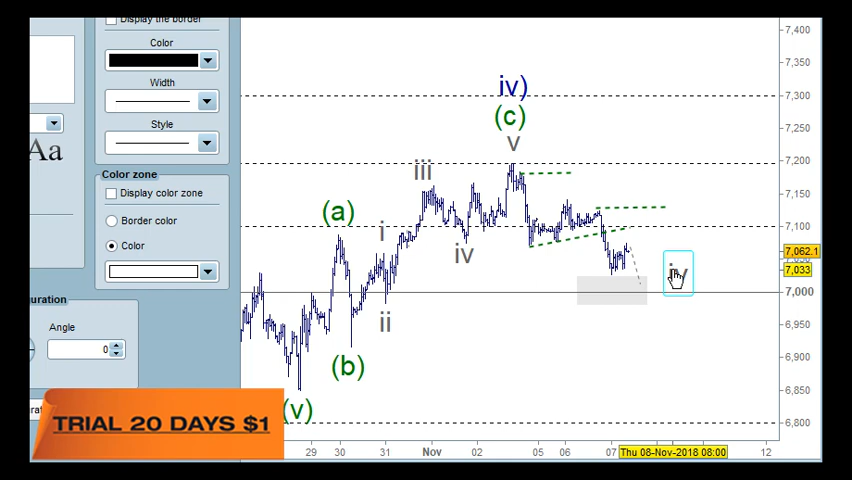 Display the border
Color
Width
Style
Aa
Color zone
Display color zone
Border color
Color
Angle
0
TRIAL 20 DAYS $1
iv)
(c)
v
iii
(a)
i
iv
ii
(b)
(v)
iv
7,400
7,300
7,250
7,200
7,150
7,100
7,062.1
7,033
7,000
6,950
6,900
6,850
6,800
29
30
31
Nov
02
05
06
07
Thu 08-Nov-2018 08:00
12